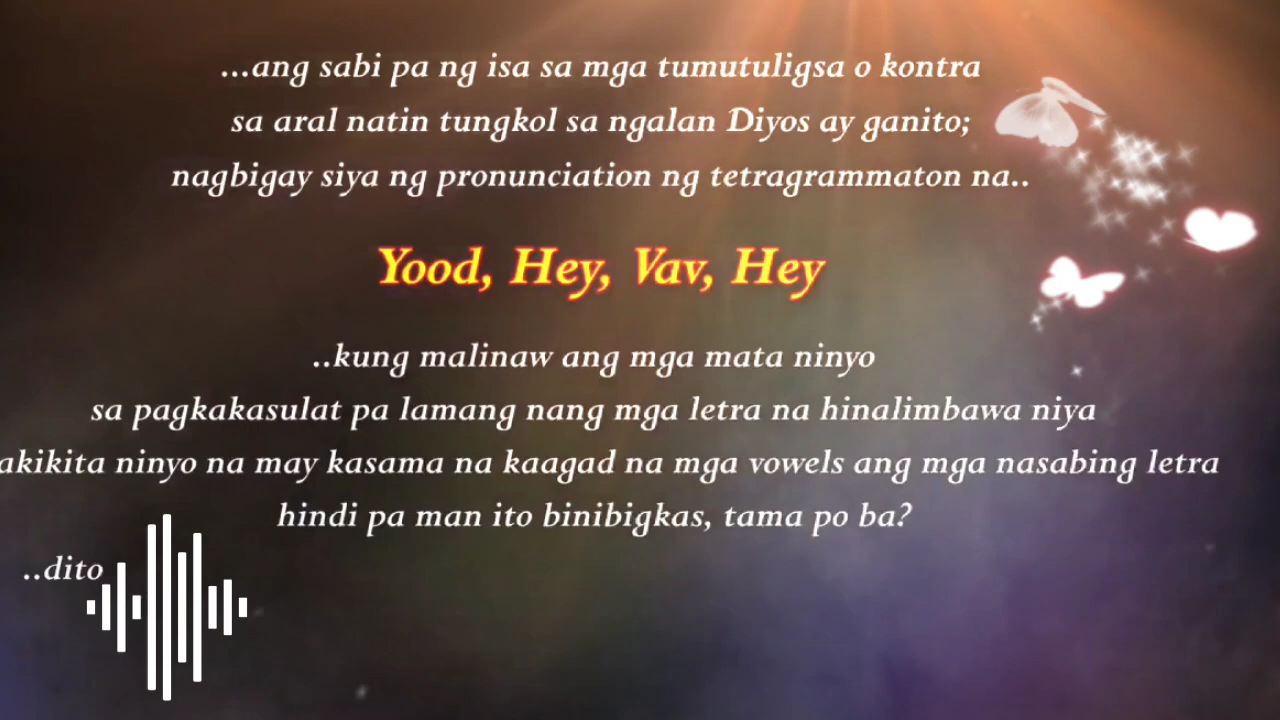 ...ang sabi pa ng isa sa mga tumutuligsa o kontra
sa aral natin tungkol sa ngalan Diyos ay ganito;
nagbigay siya ng pronunciation ng tetragrammaton na..
Yood, Hey, Vav, Hey
..kung malinaw ang mga mata ninyo
sa pagkakasulat pa lamang nang mga letra na hinalimbawa niya
akikita ninyo na may kasama na kaagad na mga vowels ang mga nasabing letra
hindi pa man ito binibigkas, tama po ba?
..dito